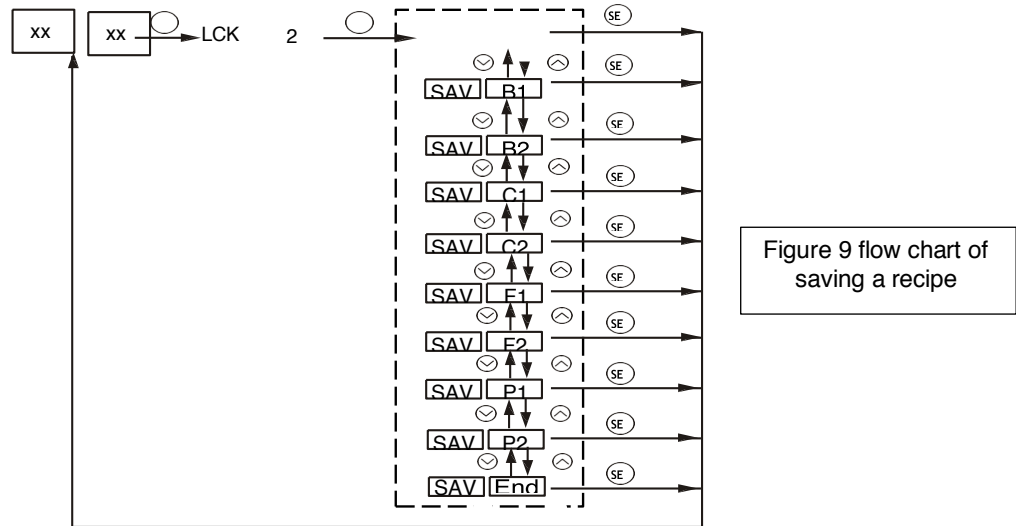 xx xx LCK 2 SE
SE
SAV B1
SE
SAV B2
SE
SAV C1
SE
SAV C2
SE
SAV F1
SE
SAV F2
SE
SAV P1
SE
SAV P2
SE
SAV End
Figure 9 flow chart of
saving a recipe